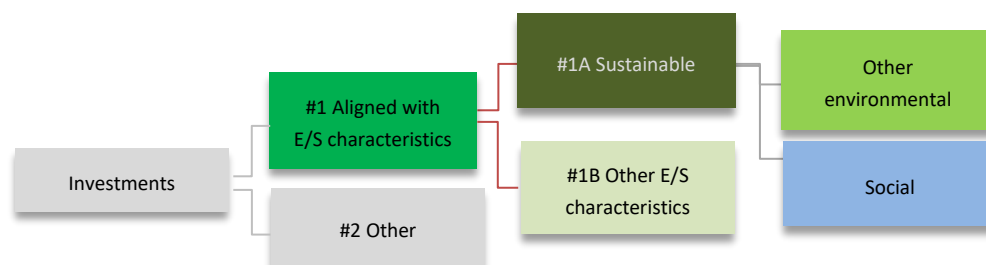 Investments
#1 Aligned with
E/S characteristics
#2 Other
#1A Sustainable
#1B Other E/S
characteristics
Other
environmental
Social